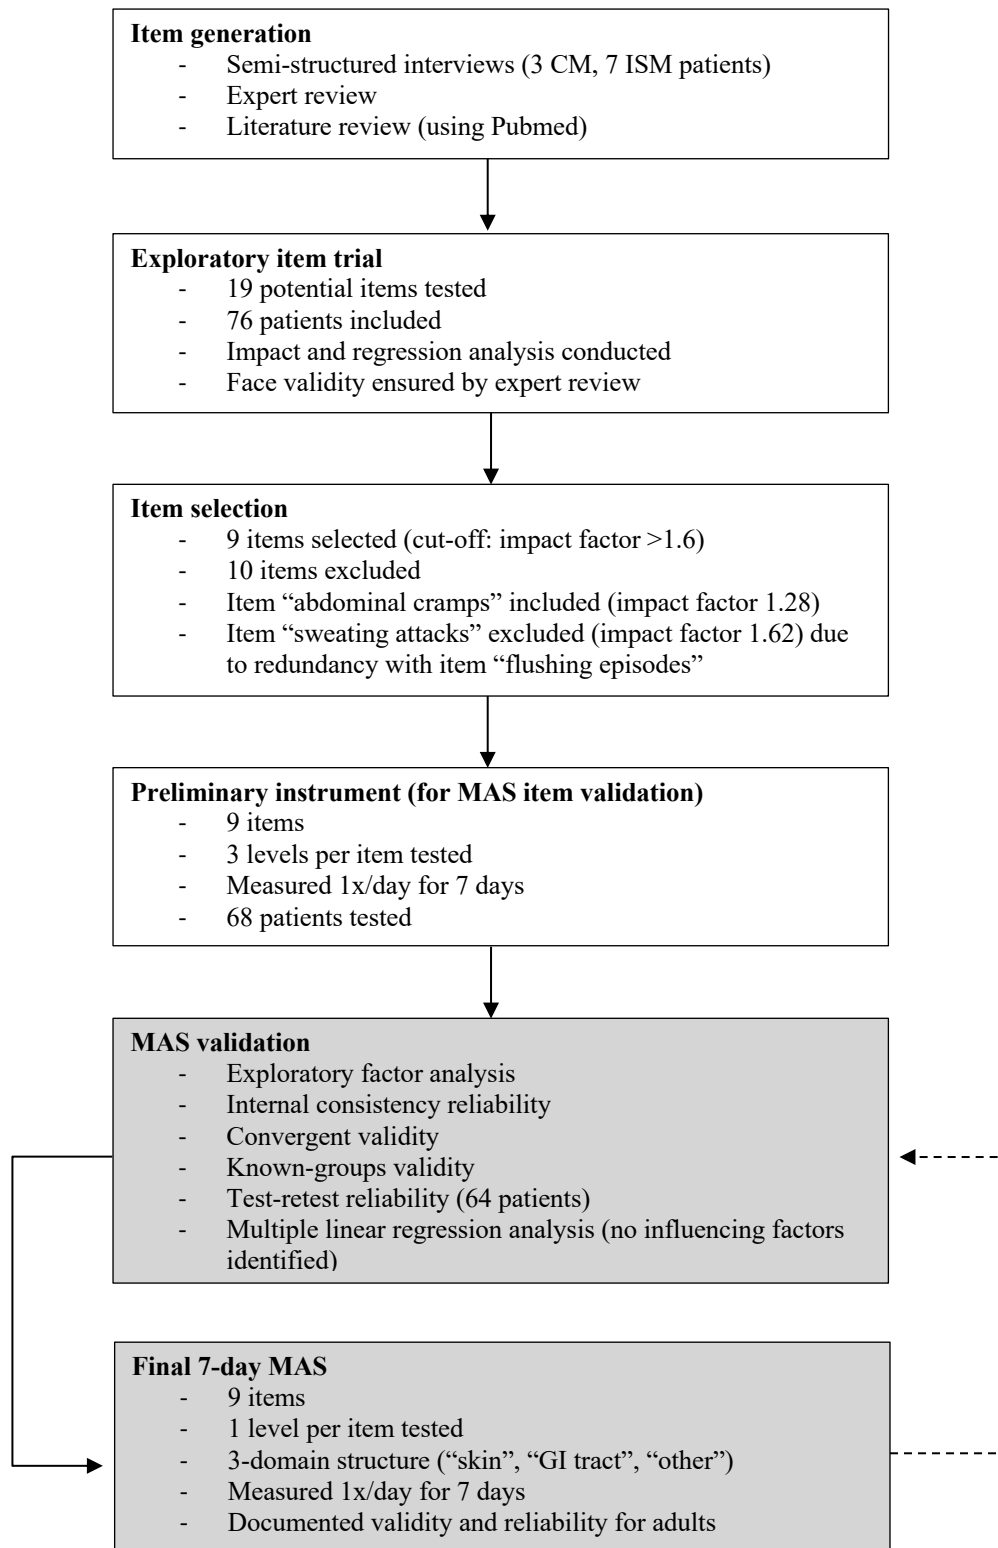 Item generation
- Semi-structured interviews (3 CM, 7 ISM patients)
- Expert review
- Literature review (using Pubmed)
Exploratory item trial
- 19 potential items tested
- 76 patients included
- Impact and regression analysis conducted
- Face validity ensured by expert review
Item selection
- 9 items selected (cut-off: impact factor >1.6)
- 10 items excluded
- Item “abdominal cramps” included (impact factor 1.28)
- Item “sweating attacks” excluded (impact factor 1.62) due
to redundancy with item “flushing episodes”
Preliminary instrument (for MAS item validation)
- 9 items
- 3 levels per item tested
- Measured 1x/day for 7 days
- 68 patients tested
MAS validation
- Exploratory factor analysis
- Internal consistency reliability
- Convergent validity
- Known-groups validity
- Test-retest reliability (64 patients)
- Multiple linear regression analysis (no influencing factors
identified)
Final 7-day MAS
- 9 items
- 1 level per item tested
- 3-domain structure (“skin”, “GI tract”, “other”)
- Measured 1x/day for 7 days
- Documented validity and reliability for adults